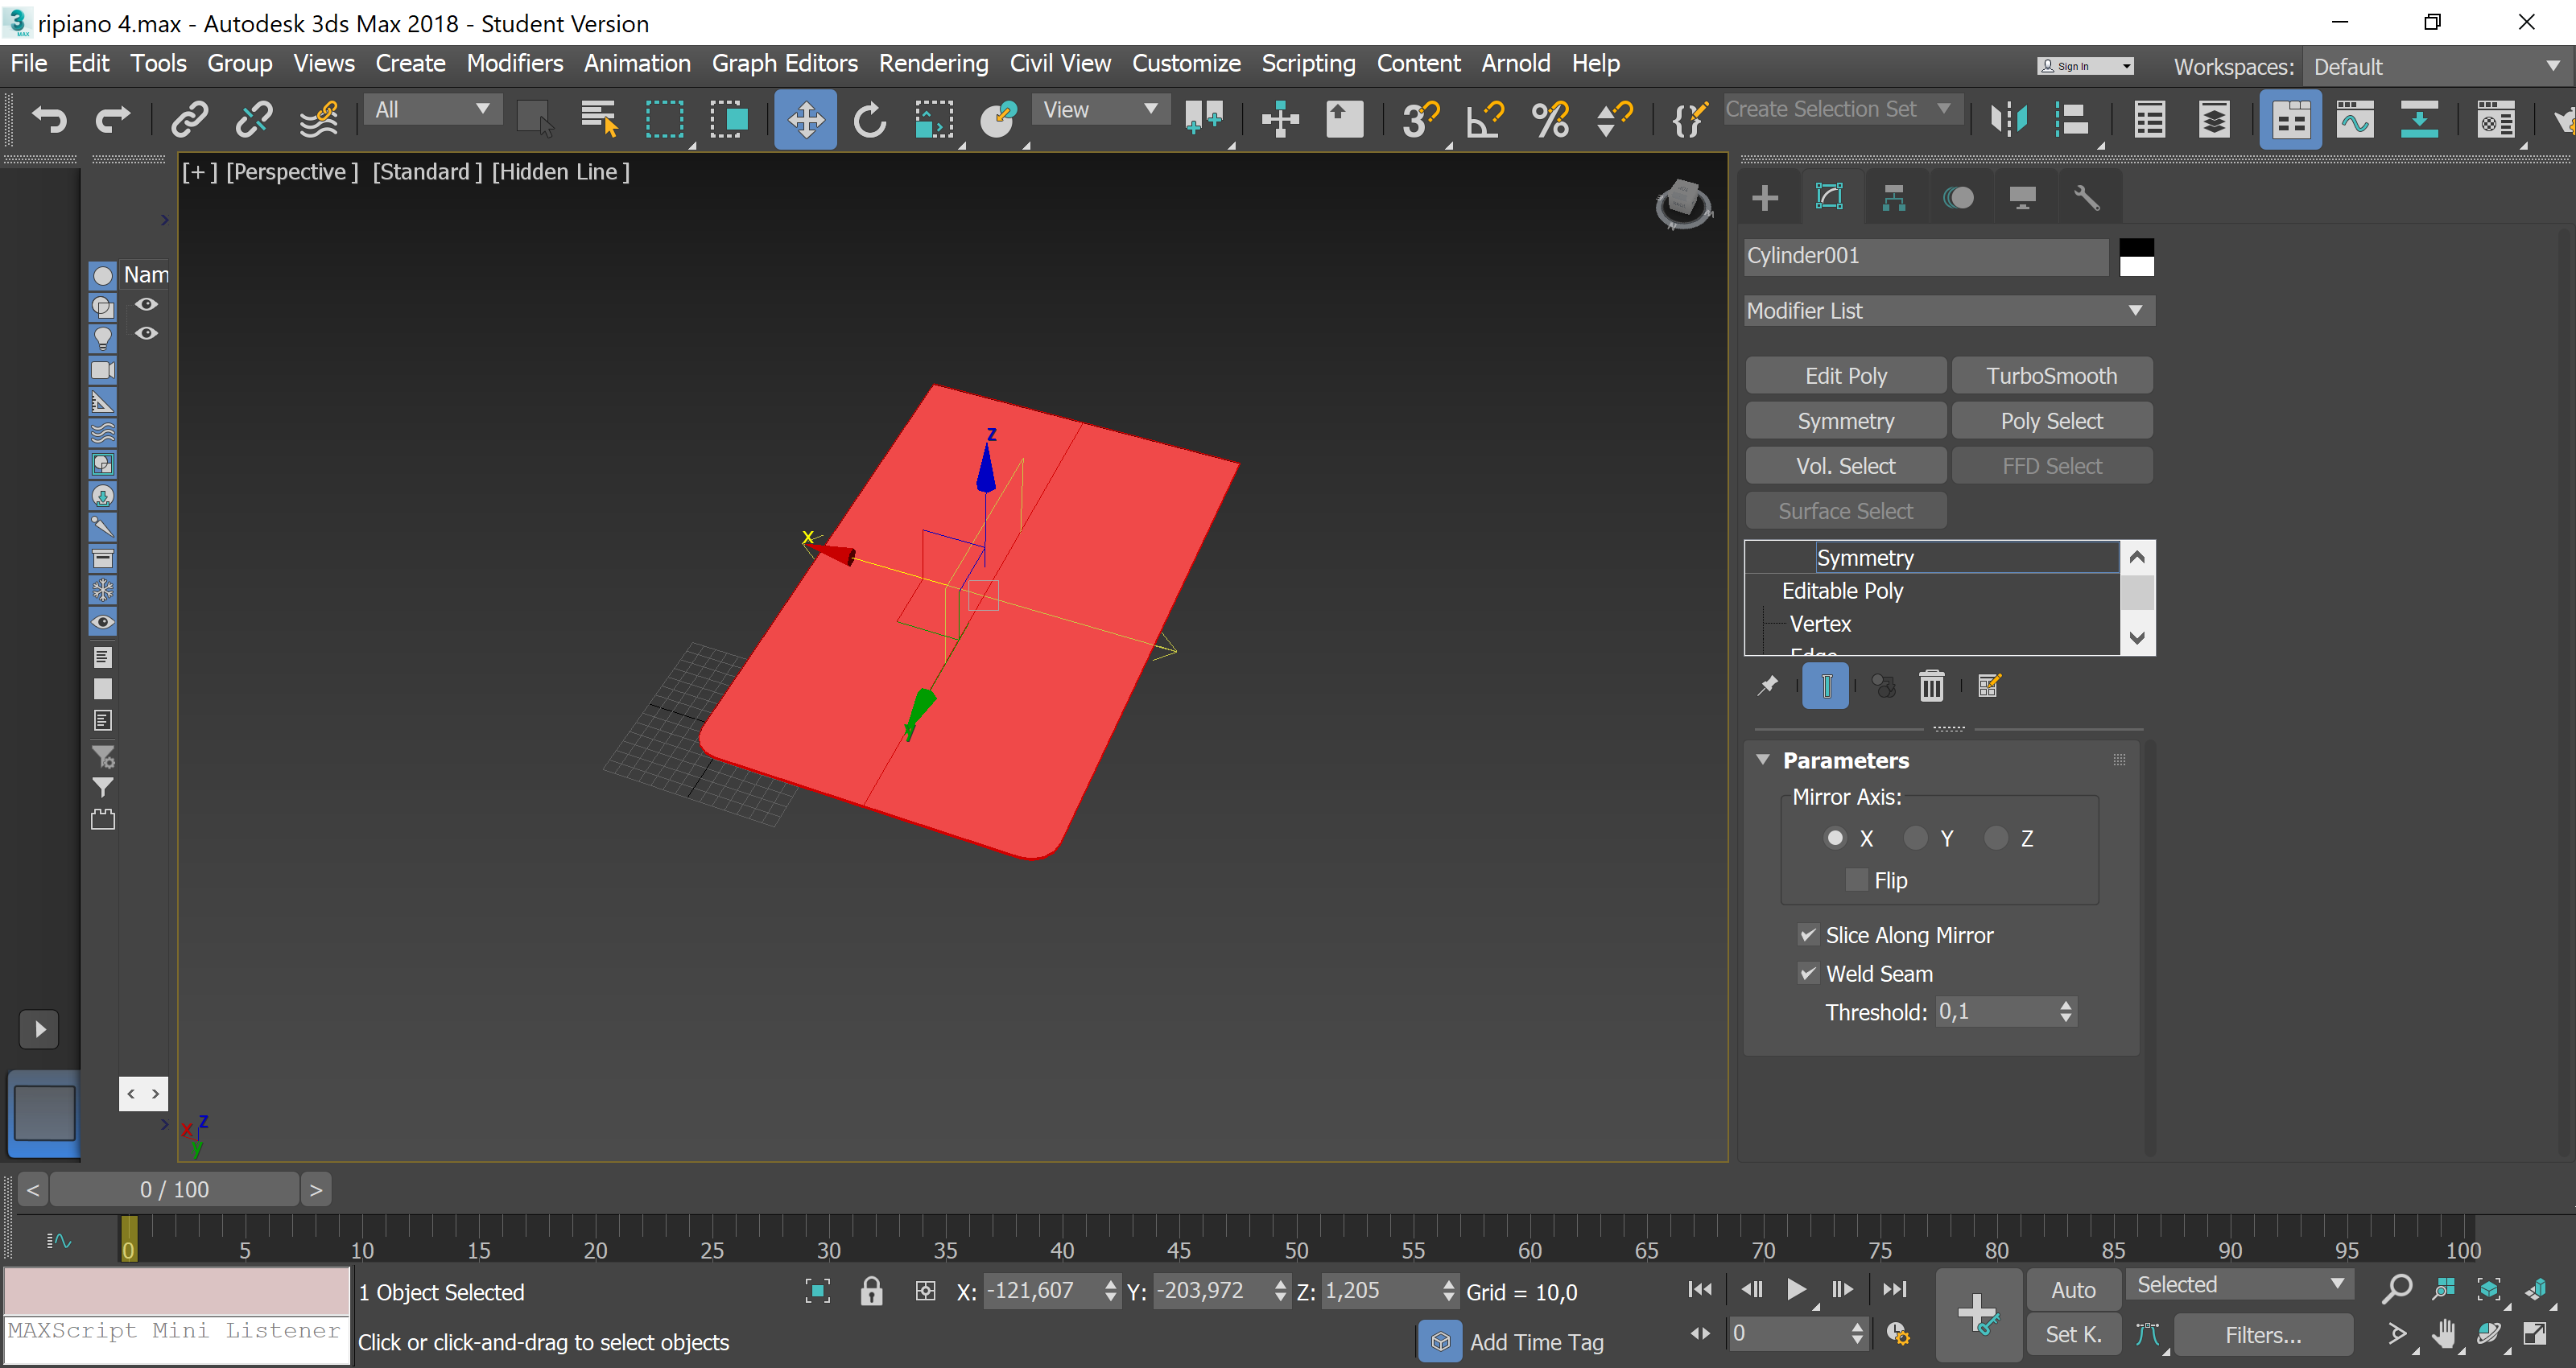 ripiano 4.max - Autodesk 3ds Max 2018 - Student Version
File Edit Tools Group Views Create Modifiers Animation Graph Editors Rendering Civil View Customize Scripting Content Arnold Help
Sign In
Workspaces: Default
All
View
Create Selection Set
[+] [Perspective] [Standard] [Hidden Line]
Nam
z
x
y
Cylinder001
Modifier List
Edit Poly TurboSmooth
Symmetry Poly Select
Vol. Select FFD Select
Surface Select
Symmetry
Editable Poly
Vertex
Edge
Parameters
Mirror Axis:
X Y Z
Flip
Slice Along Mirror
Weld Seam
Threshold: 0,1
x z
y
< 0 / 100 >
0 5 10 15 20 25 30 35 40 45 50 55 60 65 70 75 80 85 90 95 100
1 Object Selected
X: -121,607 Y: -203,972 Z: 1,205 Grid = 10,0
Auto Selected
MAXScript Mini Listener
Click or click-and-drag to select objects
Add Time Tag
0
Set K. Filters...